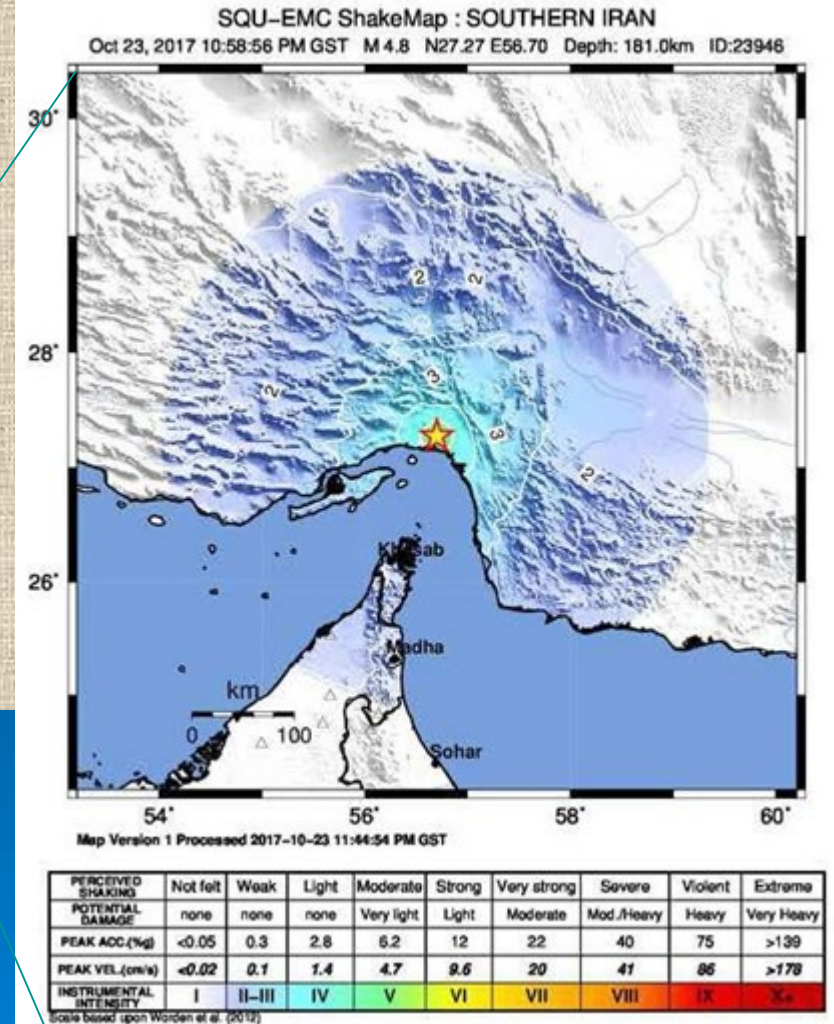 SQU-EMC ShakeMap : SOUTHERN IRAN
Oct 23, 2017 10:58:56 PM GST M 4.8 N27.27 E56.70 Depth: 181.0km ID:23946
30°
2 2
28°
3
2
3
2
Khasab
26°
Madha
km
0 100
Sohar
54° 56° 58° 60°
Map Version 1 Processed 2017-10-23 11:44:54 PM GST
PERCEIVED SHAKING Not felt Weak Light Moderate Strong Very strong Severe Violent Extreme
POTENTIAL DAMAGE none none none Very light Light Moderate Mod./Heavy Heavy Very Heavy
PEAK ACC.(%g) <0.05 0.3 2.8 6.2 12 22 40 75 >139
PEAK VEL.(cm/s) <0.02 0.1 1.4 4.7 9.6 20 41 86 >178
INSTRUMENTAL INTENSITY I II-III IV V VI VII VIII IX X+
Scale based upon Worden et al. (2012)